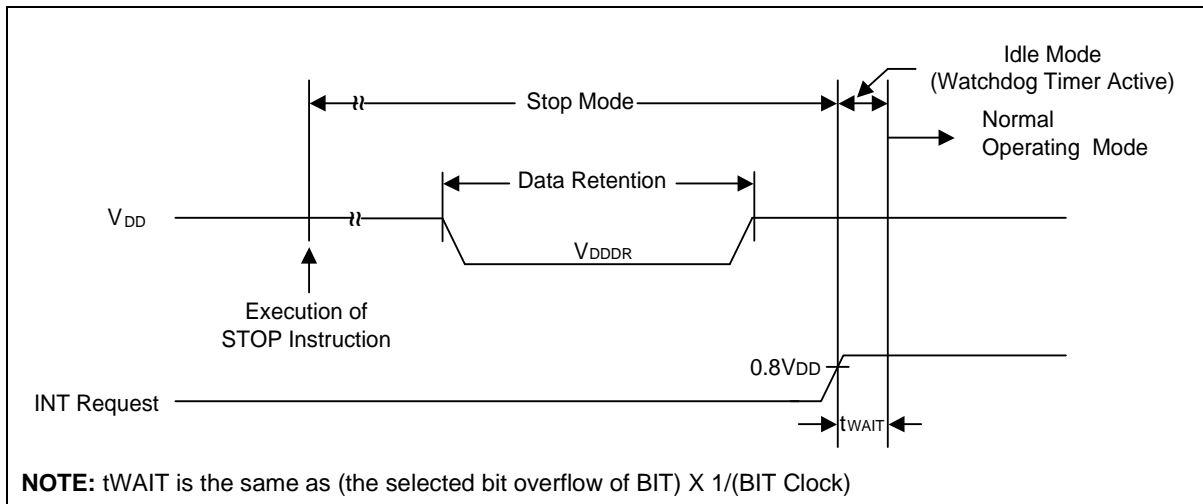 Idle Mode
(Watchdog Timer Active)
Stop Mode
Normal
Operating Mode
Data Retention
VDD
VDDDR
Execution of
STOP Instruction
0.8VDD
INT Request
tWAIT
NOTE: tWAIT is the same as (the selected bit overflow of BIT) X 1/(BIT Clock)